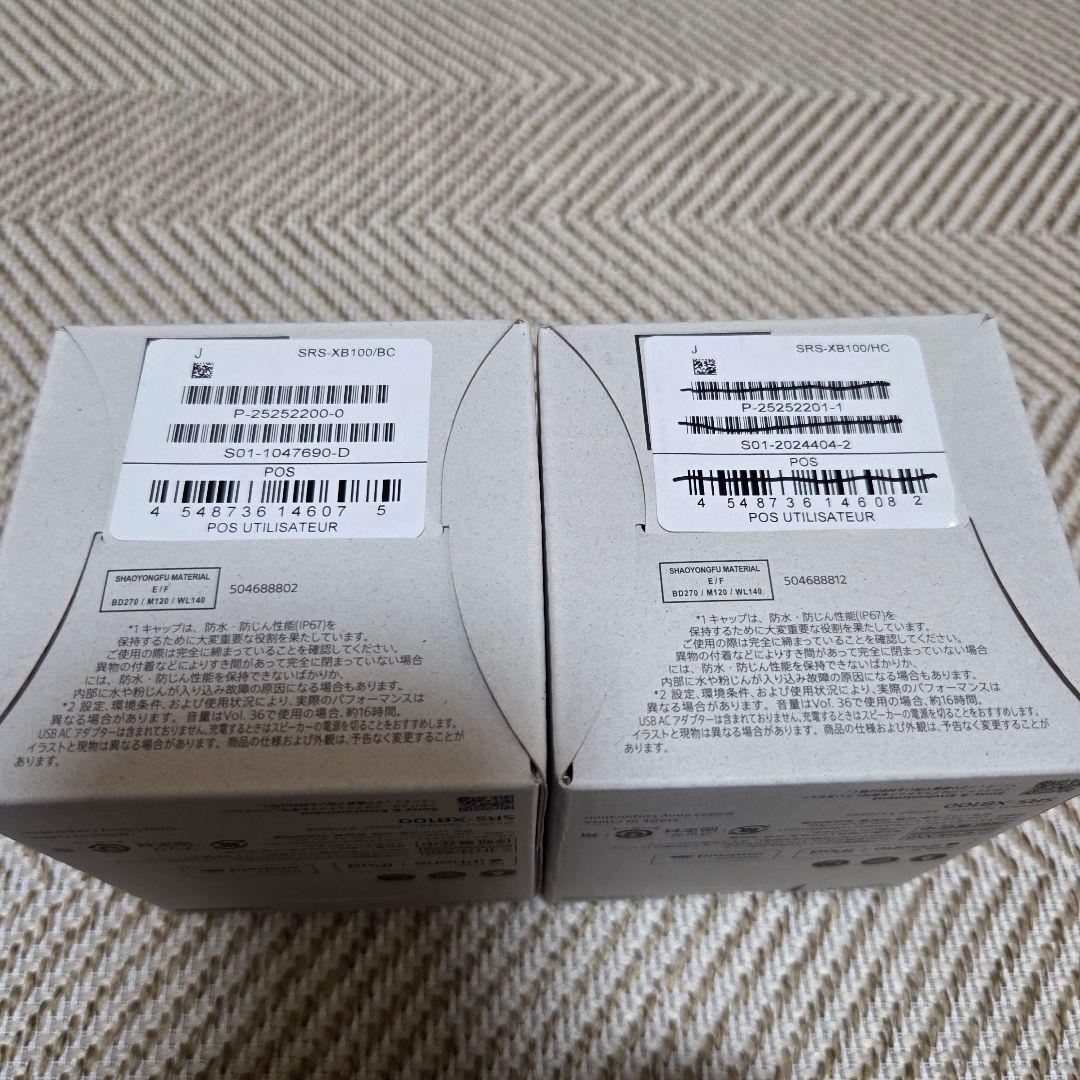 J
SRS-XB100/BC
P-25252200-0
S01-1047690-D
POS
4 548736 14607 5
POS UTILISATEUR
SHAOYONGFU MATERIAL
E / F
BD270 / M120 / WL140
504688802
*1 キャップは、防水・防じん性能(IP67)を
保持するために大変重要な役割を果たしています。
ご使用の際は完全に締まっていることを確認してください。
異物の付着などによりすき間があって完全に閉まっていない場合
には、防水・防じん性能を保持できないばかりか、
内部に水や粉じんが入り込み故障の原因になる場合もあります。
*2 設定、環境条件、および使用状況により、実際のパフォーマンスは
異なる場合があります。音量はVol. 36で使用の場合、約16時間。
USB AC アダプターは含まれておりません。充電するときはスピーカーの電源を切ることをおすすめします。
イラストと現物は異なる場合があります。商品の仕様および外観は、予告なく変更することが
あります。
SRS-XB100
J
SRS-XB100/HC
P-25252201-1
S01-2024404-2
POS
4 548736 14608 2
POS UTILISATEUR
SHAOYONGFU MATERIAL
E / F
BD270 / M120 / WL140
504688812
*1 キャップは、防水・防じん性能(IP67)を
保持するために大変重要な役割を果たしています。
ご使用の際は完全に締まっていることを確認してください。
異物の付着などによりすき間があって完全に閉まっていない場合
には、防水・防じん性能を保持できないばかりか、
内部に水や粉じんが入り込み故障の原因になる場合もあります。
*2 設定、環境条件、および使用状況により、実際のパフォーマンスは
異なる場合があります。音量はVol. 36で使用の場合、約16時間。
USB AC アダプターは含まれておりません。充電するときはスピーカーの電源を切ることをおすすめします。
イラストと現物は異なる場合があります。商品の仕様および外観は、予告なく変更することが
あります。
SRS-XB100